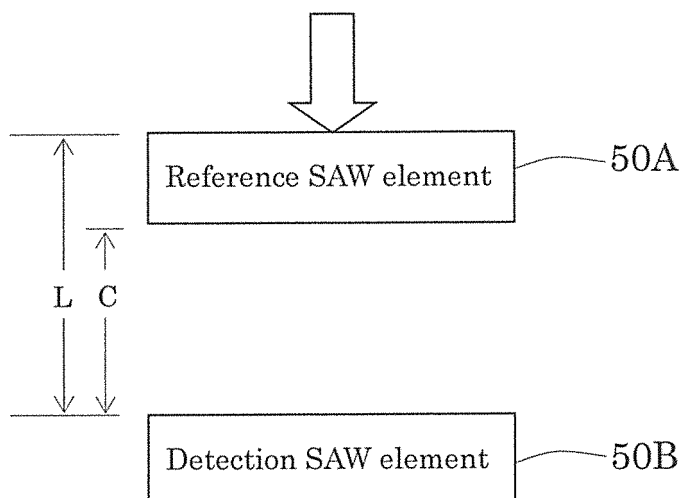 Reference SAW element
50A
L
C
Detection SAW element
50B